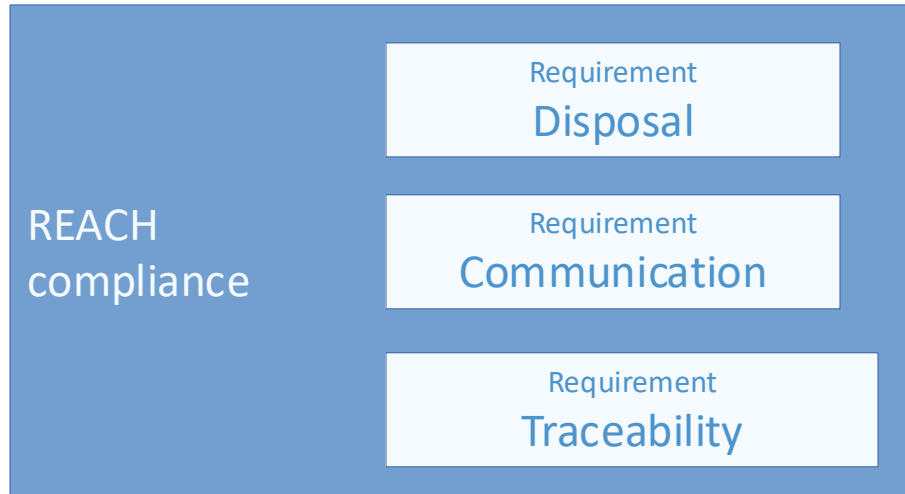 REACH
compliance
Requirement
Disposal
Requirement
Communication
Requirement
Traceability